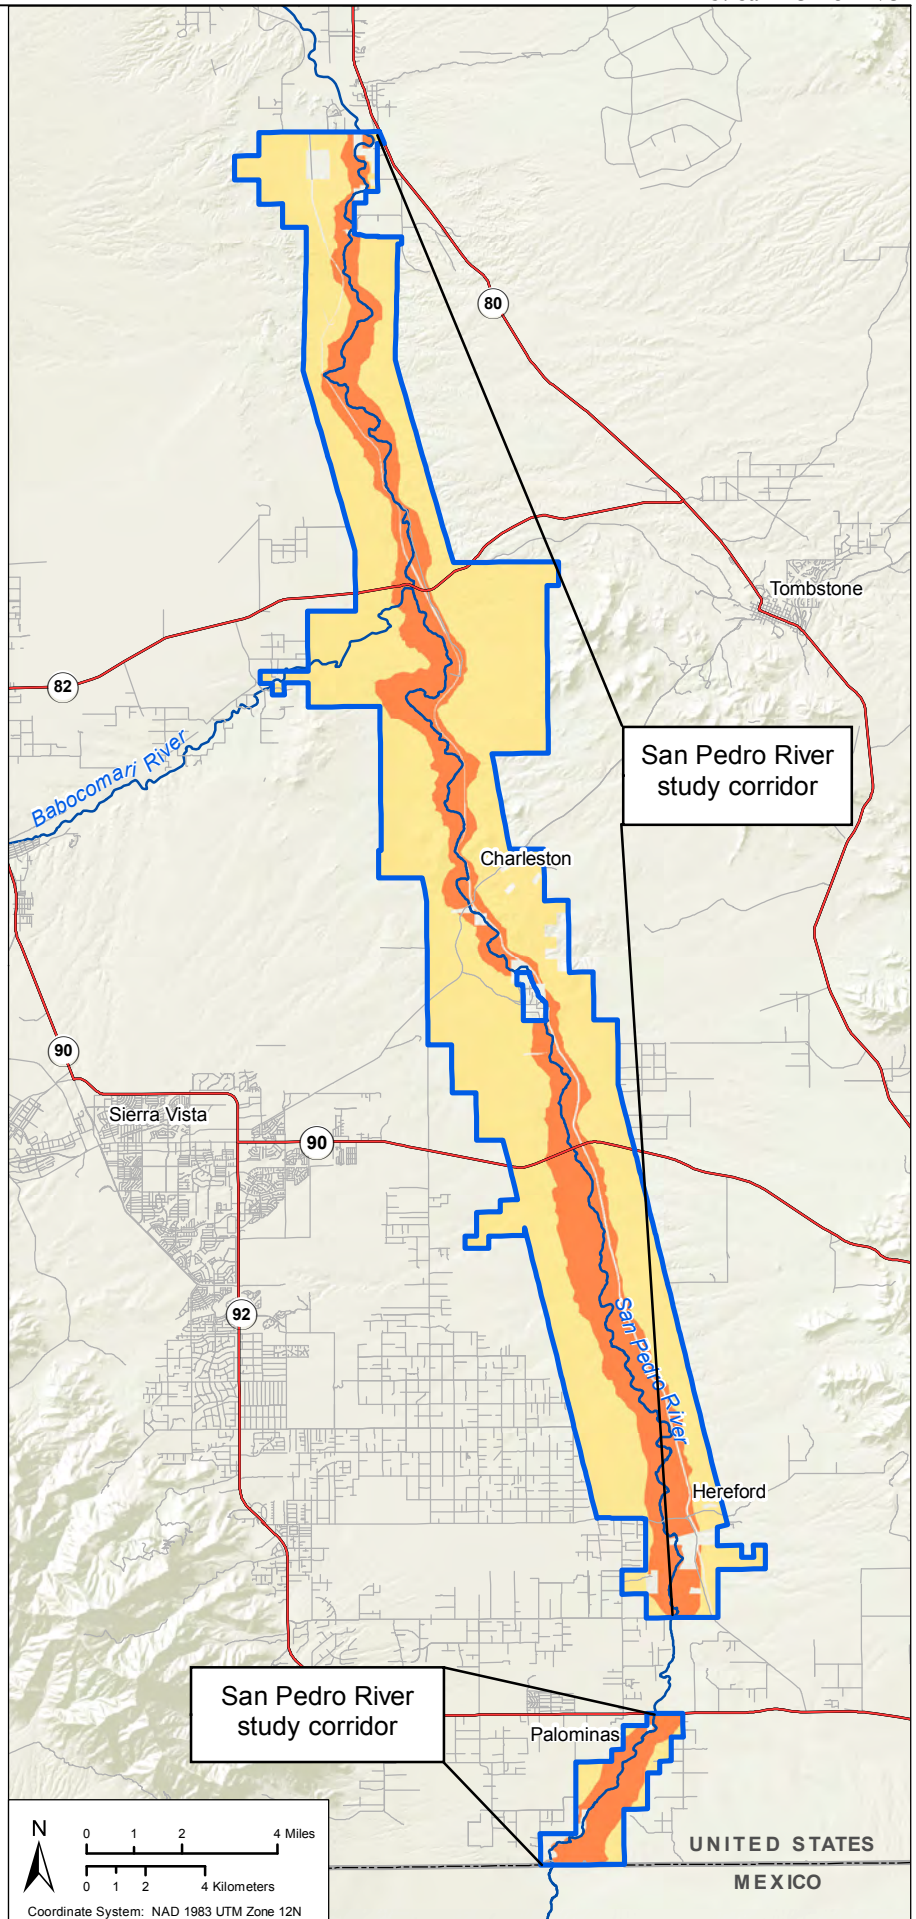 80
Tombstone
82
San Pedro River
study corridor
Babocomari River
Charleston
90
Sierra Vista
90
92
San Pedro River
Hereford
San Pedro River
study corridor
Palominas
N
0 1 2 4 Miles
0 1 2 4 Kilometers
Coordinate System: NAD 1983 UTM Zone 12N
UNITED STATES
MEXICO